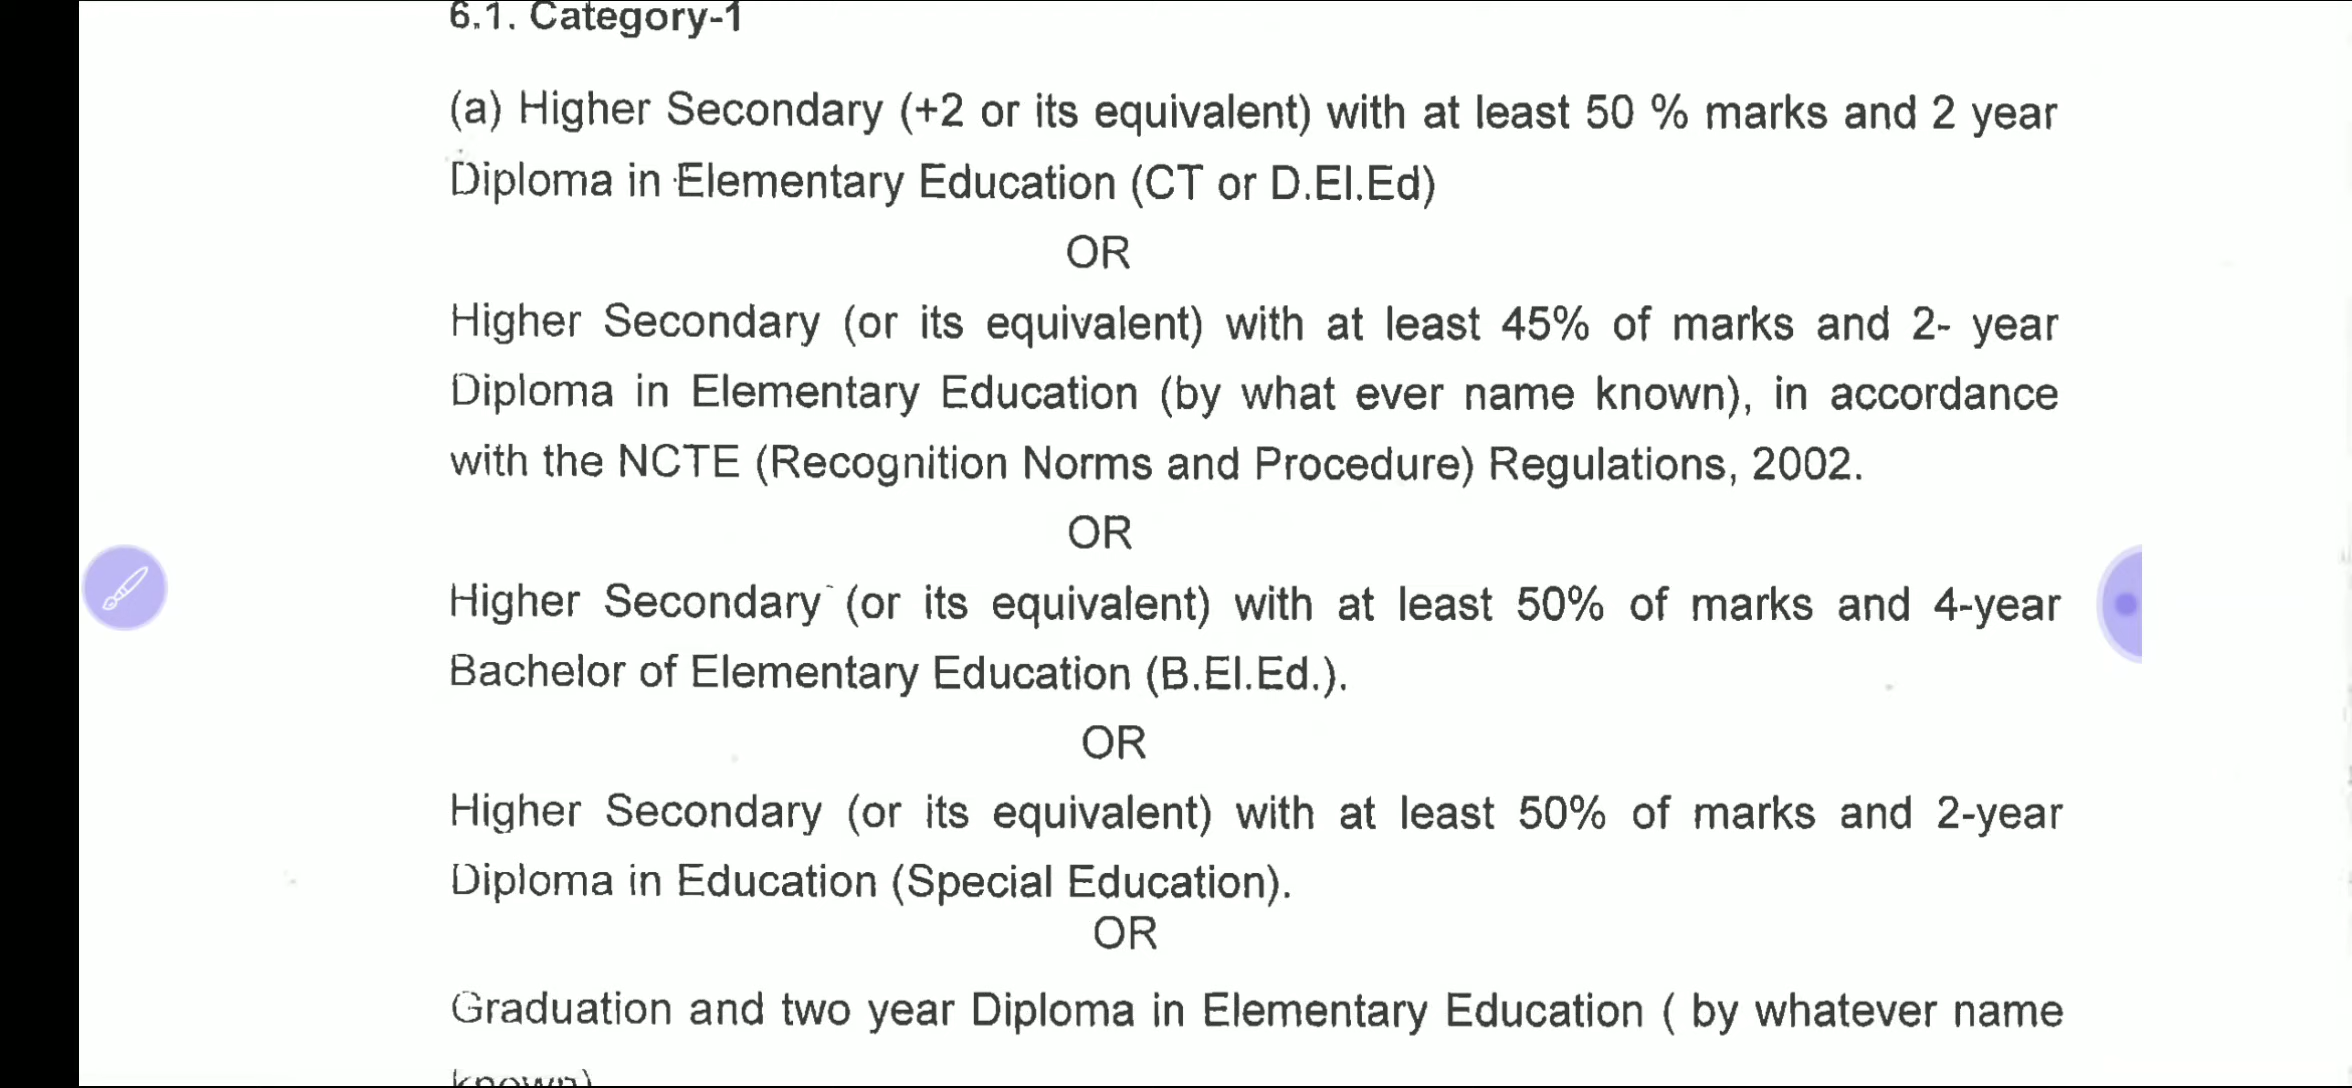 6.1. Category-1
(a) Higher Secondary (+2 or its equivalent) with at least 50 % marks and 2 year
Diploma in Elementary Education (CT or D.El.Ed)
OR
Higher Secondary (or its equivalent) with at least 45% of marks and 2- year
Diploma in Elementary Education (by what ever name known), in accordance
with the NCTE (Recognition Norms and Procedure) Regulations, 2002.
OR
Higher Secondary (or its equivalent) with at least 50% of marks and 4-year
Bachelor of Elementary Education (B.El.Ed.).
OR
Higher Secondary (or its equivalent) with at least 50% of marks and 2-year
Diploma in Education (Special Education).
OR
Graduation and two year Diploma in Elementary Education ( by whatever name
known)